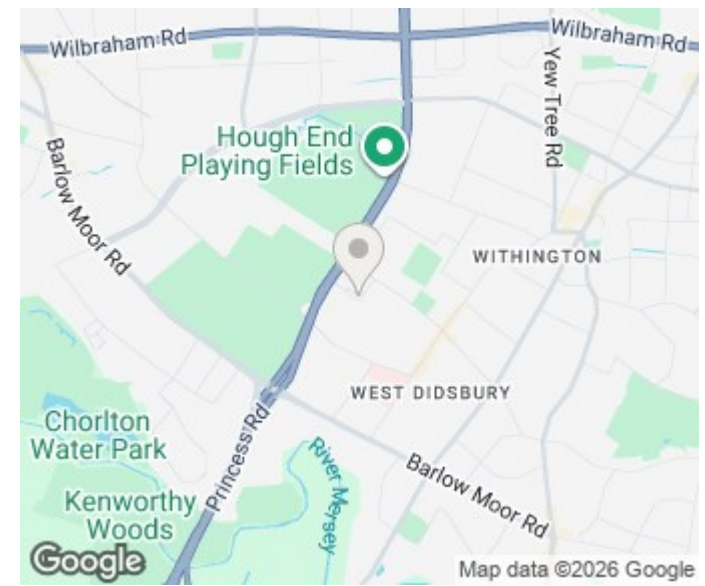 Wilbraham Rd
Wilbraham Rd
Yew Tree Rd
Hough End
Playing Fields
Barlow Moor Rd
WITHINGTON
WEST DIDSBURY
Chorlton
Water Park
Princess Rd
River Mersey
Barlow Moor Rd
Kenworthy
Woods
Google
Map data ©2026 Google